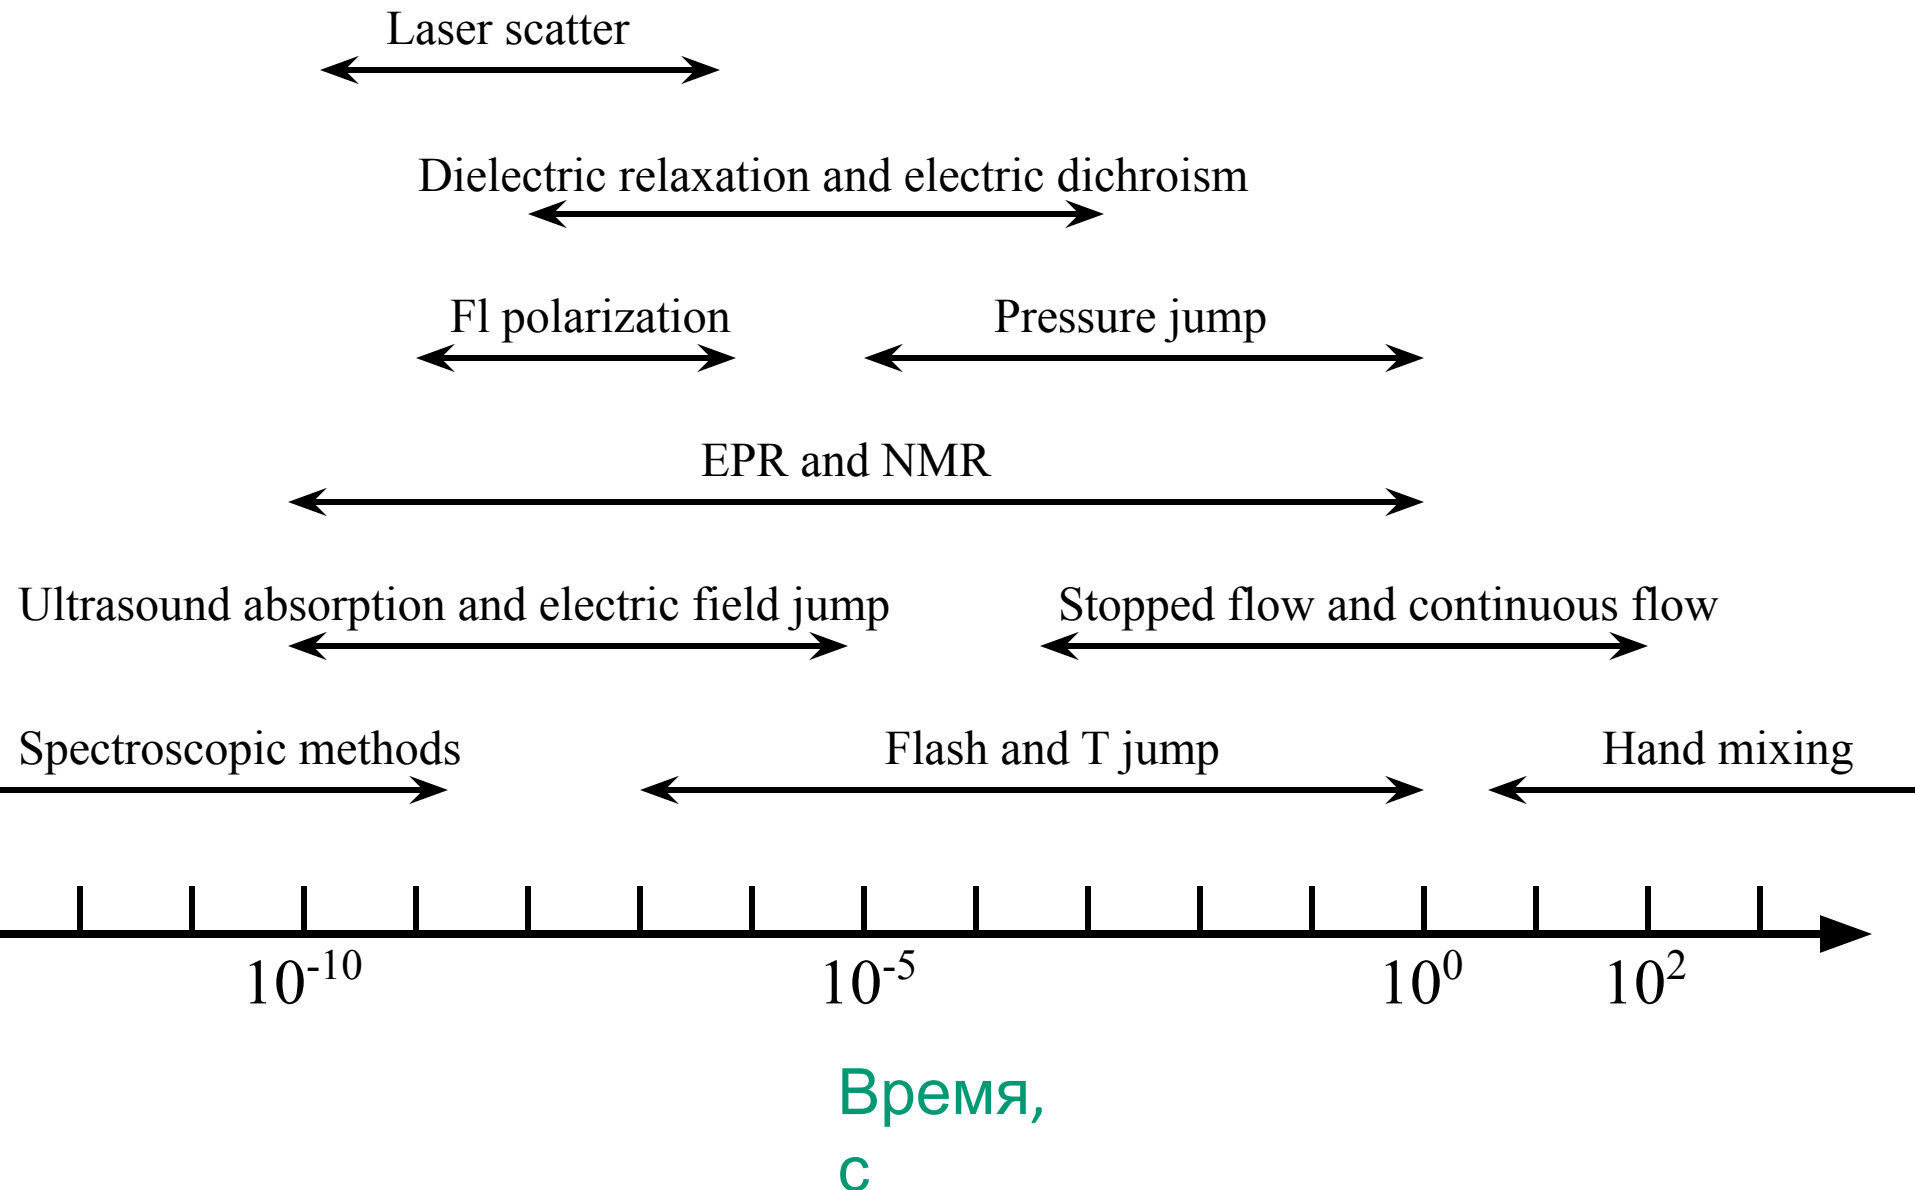 Laser scatter
Dielectric relaxation and electric dichroism
Fl polarization
Pressure jump
EPR and NMR
Ultrasound absorption and electric field jump
Stopped flow and continuous flow
Spectroscopic methods
Flash and T jump
Hand mixing
10⁻¹⁰
10⁻⁵
10⁰
10²
Время,
с